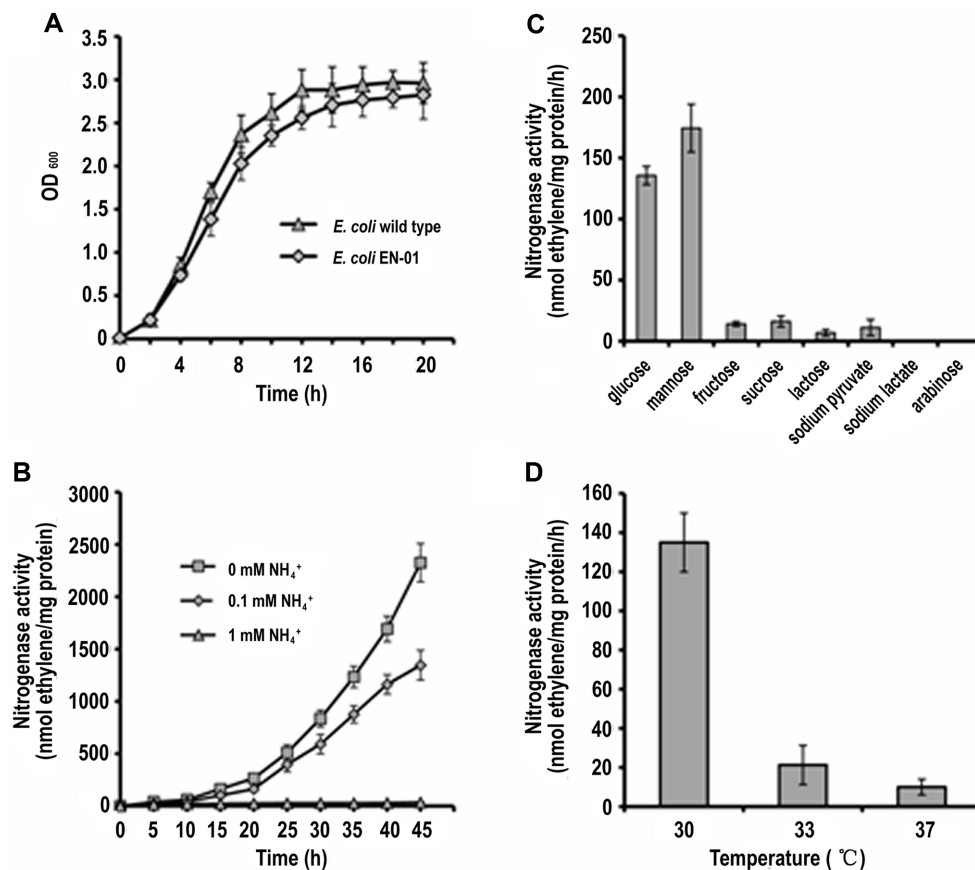 A
3.5
3.0
2.5
2.0
1.5
1.0
0.5
0
OD 600
E. coli wild type
E. coli EN-01
0 4 8 12 16 20
Time (h)
C
250
200
150
100
50
0
Nitrogenase activity
(nmol ethylene/mg protein/h)
glucose
mannose
fructose
sucrose
lactose
sodium pyruvate
sodium lactate
arabinose
B
3000
2500
2000
1500
1000
500
0
Nitrogenase activity
(nmol ethylene/mg protein)
0 mM NH4+
0.1 mM NH4+
1 mM NH4+
0 5 10 15 20 25 30 35 40 45
Time (h)
D
160
140
120
100
80
60
40
20
0
Nitrogenase activity
(nmol ethylene/mg protein/h)
30 33 37
Temperature ( ℃)